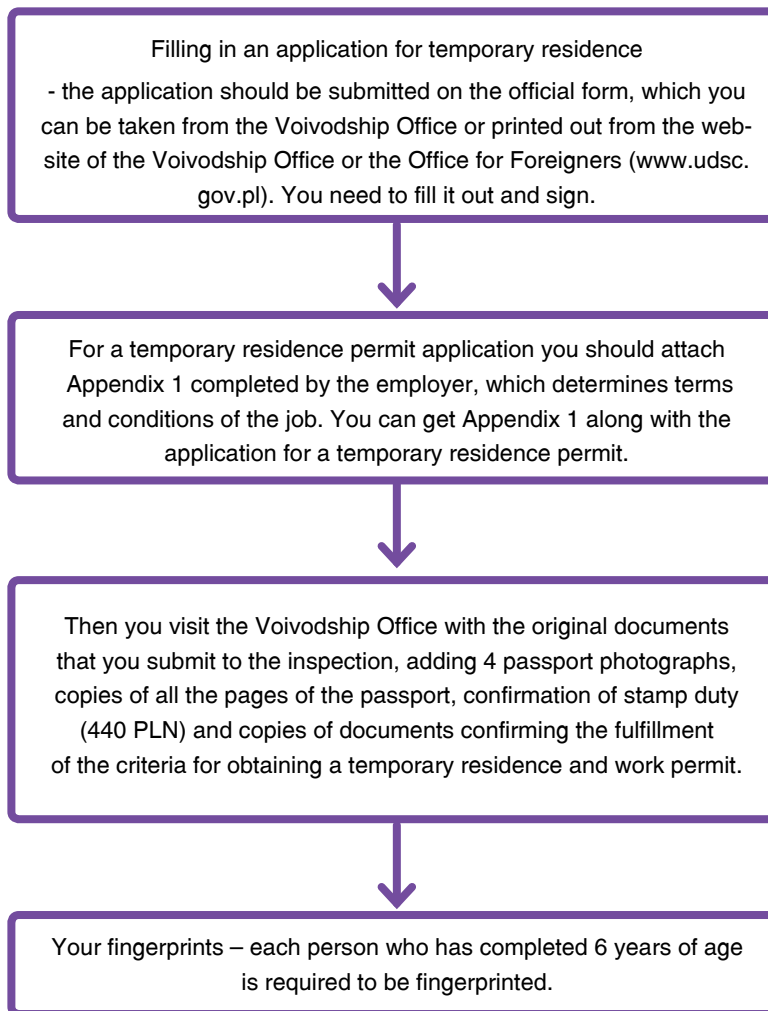 Filling in an application for temporary residence
- the application should be submitted on the official form, which you
can be taken from the Voivodship Office or printed out from the web-
site of the Voivodship Office or the Office for Foreigners (www.udsc.
gov.pl). You need to fill it out and sign.
For a temporary residence permit application you should attach
Appendix 1 completed by the employer, which determines terms
and conditions of the job. You can get Appendix 1 along with the
application for a temporary residence permit.
Then you visit the Voivodship Office with the original documents
that you submit to the inspection, adding 4 passport photographs,
copies of all the pages of the passport, confirmation of stamp duty
(440 PLN) and copies of documents confirming the fulfillment
of the criteria for obtaining a temporary residence and work permit.
Your fingerprints – each person who has completed 6 years of age
is required to be fingerprinted.